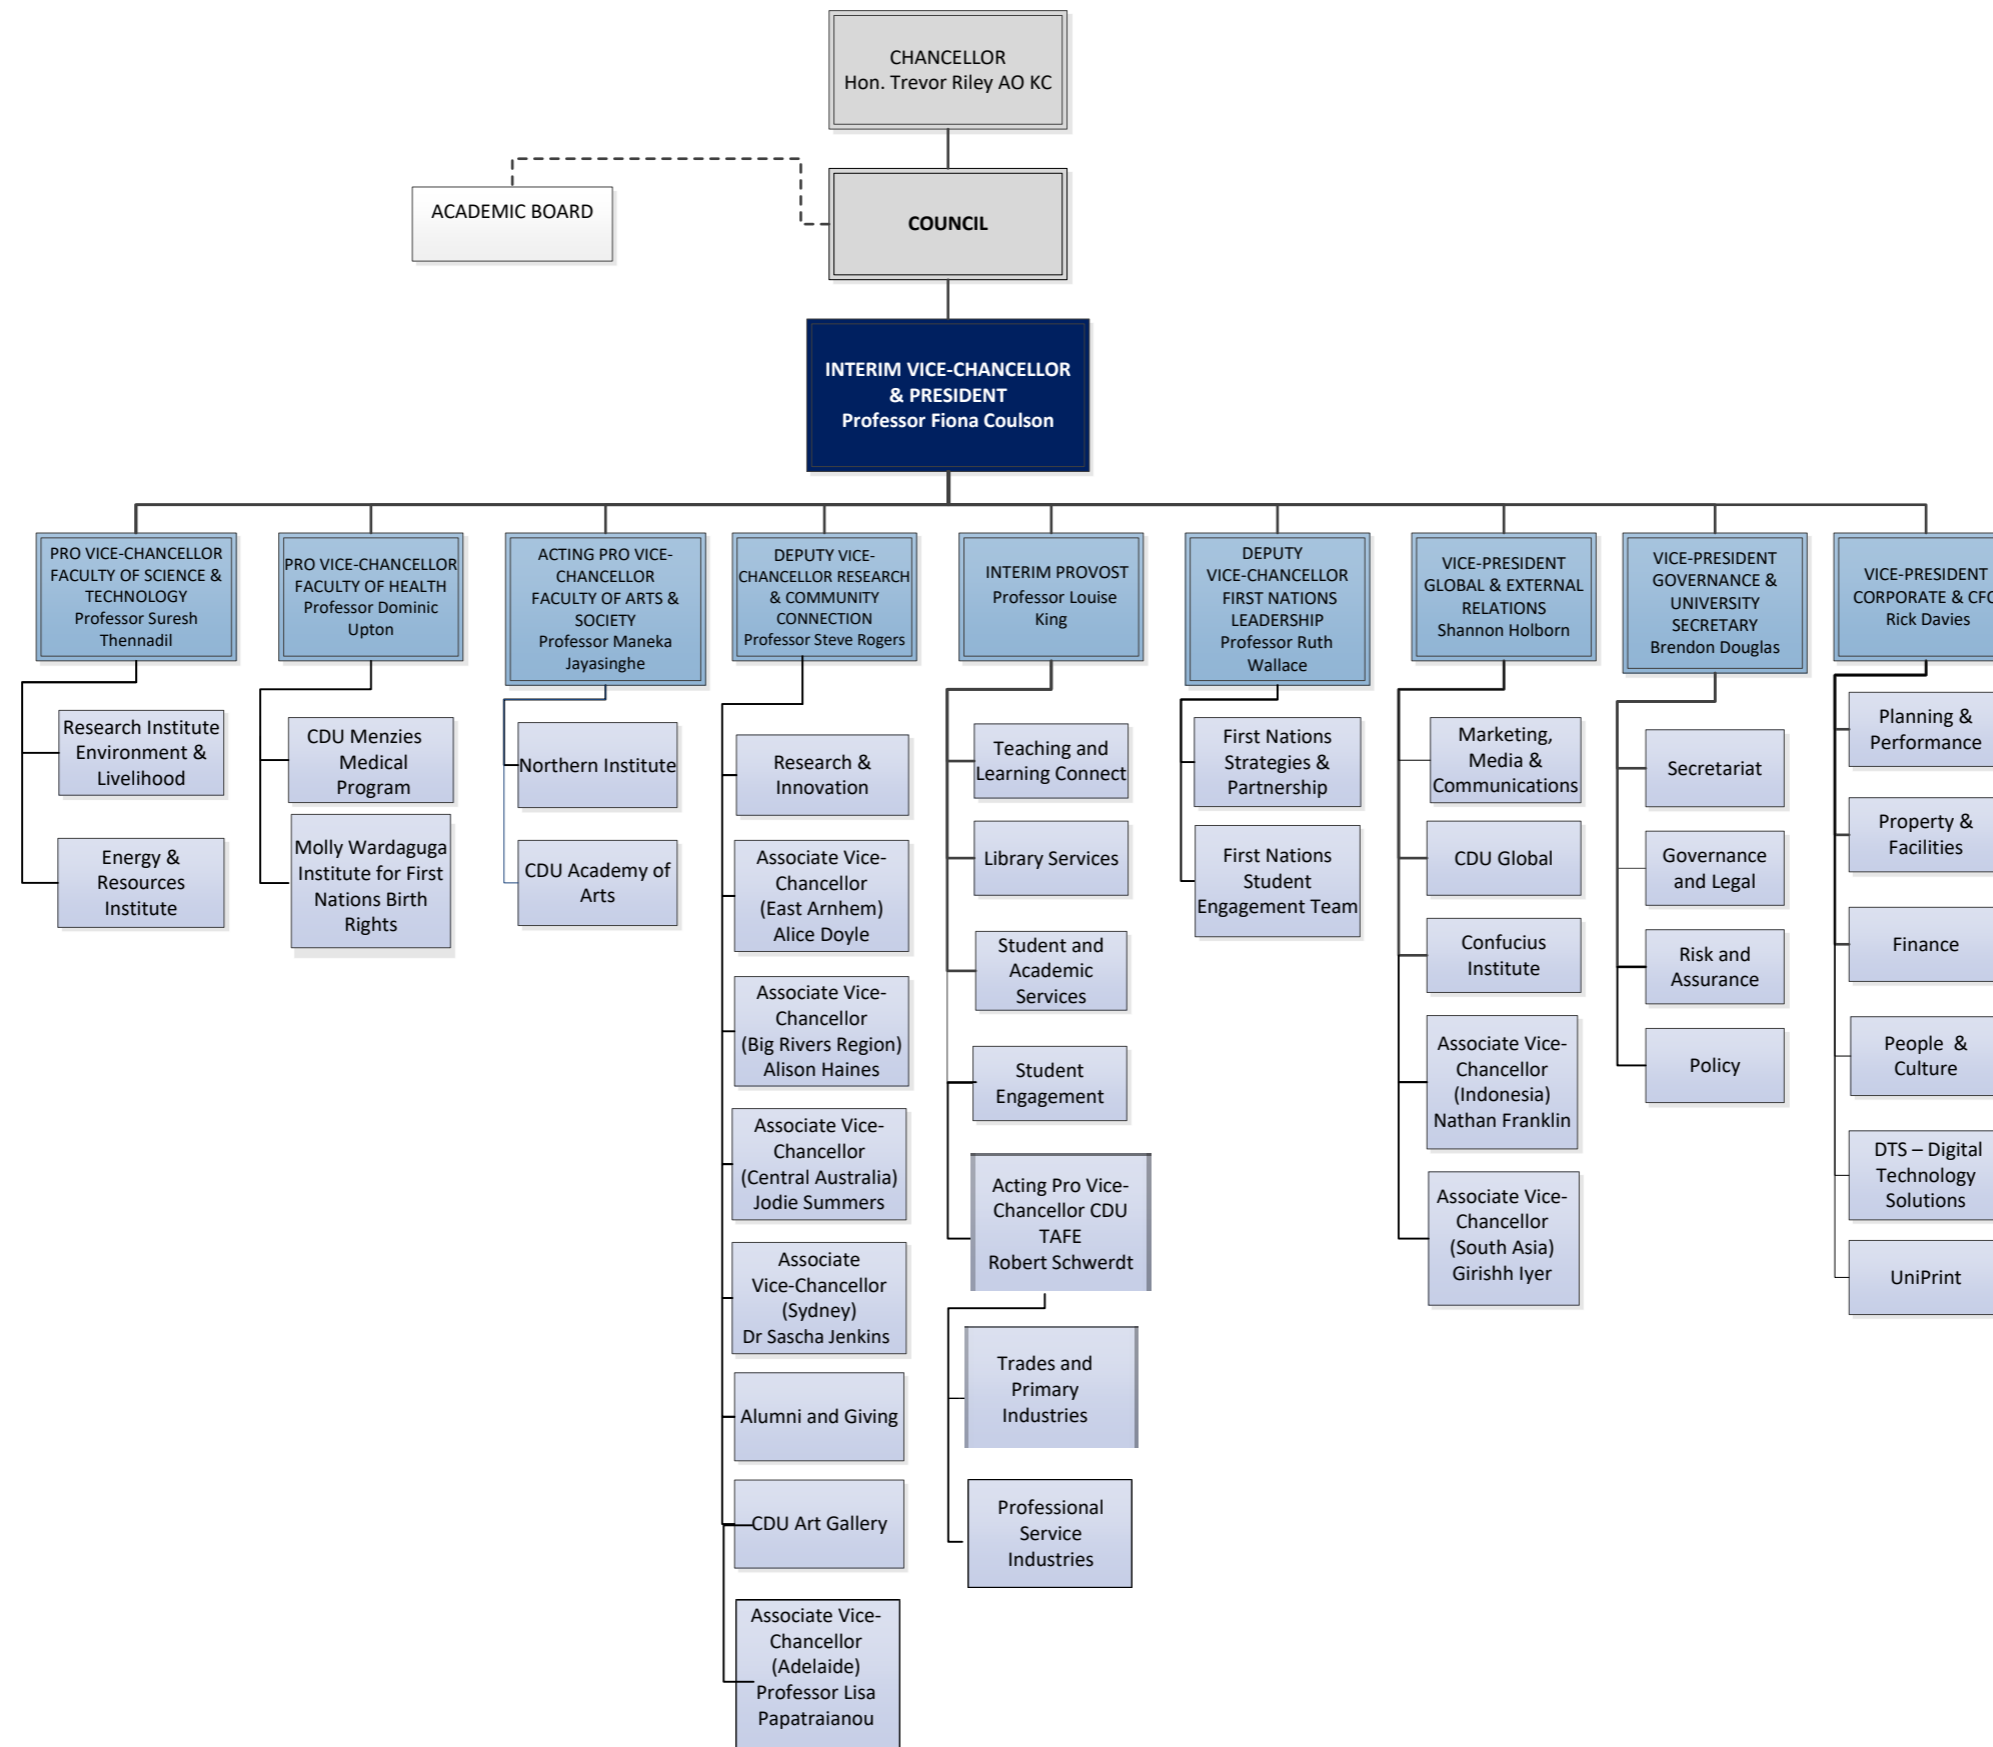 CHANCELLOR
Hon. Trevor Riley AO KC
ACADEMIC BOARD
COUNCIL
INTERIM VICE-CHANCELLOR
& PRESIDENT
Professor Fiona Coulson
PRO VICE-CHANCELLOR
FACULTY OF SCIENCE &
TECHNOLOGY
Professor Suresh
Thennadil
PRO VICE-CHANCELLOR
FACULTY OF HEALTH
Professor Dominic
Upton
ACTING PRO VICE-
CHANCELLOR
FACULTY OF ARTS &
SOCIETY
Professor Maneka
Jayasinghe
DEPUTY VICE-
CHANCELLOR RESEARCH
& COMMUNITY
CONNECTION
Professor Steve Rogers
INTERIM PROVOST
Professor Louise
King
DEPUTY
VICE-CHANCELLOR
FIRST NATIONS
LEADERSHIP
Professor Ruth
Wallace
VICE-PRESIDENT
GLOBAL & EXTERNAL
RELATIONS
Shannon Holborn
VICE-PRESIDENT
GOVERNANCE &
UNIVERSITY
SECRETARY
Brendon Douglas
VICE-PRESIDENT
CORPORATE & CFO
Rick Davies
Research Institute
Environment &
Livelihood
Energy &
Resources
Institute
CDU Menzies
Medical
Program
Molly Wardaguga
Institute for First
Nations Birth
Rights
Northern Institute
CDU Academy of
Arts
Research &
Innovation
Associate Vice-
Chancellor
(East Arnhem)
Alice Doyle
Associate Vice-
Chancellor
(Big Rivers Region)
Alison Haines
Associate Vice-
Chancellor
(Central Australia)
Jodie Summers
Associate
Vice-Chancellor
(Sydney)
Dr Sascha Jenkins
Alumni and Giving
CDU Art Gallery
Associate Vice-
Chancellor
(Adelaide)
Professor Lisa
Papatraianou
Teaching and
Learning Connect
Library Services
Student and
Academic
Services
Student
Engagement
Acting Pro Vice-
Chancellor CDU
TAFE
Robert Schwerdt
Trades and
Primary
Industries
Professional
Service
Industries
First Nations
Strategies &
Partnership
First Nations
Student
Engagement Team
Marketing,
Media &
Communications
CDU Global
Confucius
Institute
Associate Vice-
Chancellor
(Indonesia)
Nathan Franklin
Associate Vice-
Chancellor
(South Asia)
Girishh Iyer
Secretariat
Governance
and Legal
Risk and
Assurance
Policy
Planning &
Performance
Property &
Facilities
Finance
People &
Culture
DTS – Digital
Technology
Solutions
UniPrint